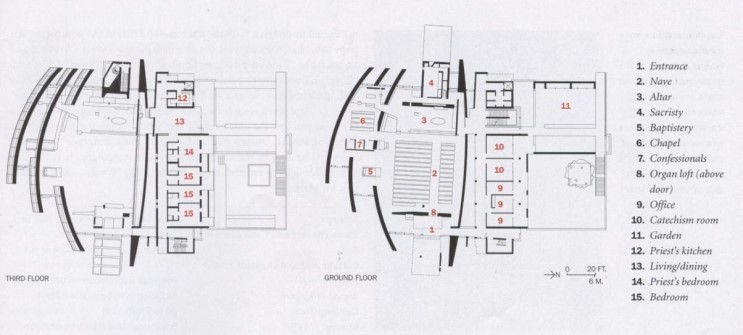 12
13
14
15
15
15
THIRD FLOOR
4
6
3
11
7
5
2
10
10
9
9
9
8
1
GROUND FLOOR
N
0 20 FT.
6 M.
1. Entrance
2. Nave
3. Altar
4. Sacristy
5. Baptistery
6. Chapel
7. Confessionals
8. Organ loft (above
door)
9. Office
10. Catechism room
11. Garden
12. Priest's kitchen
13. Living/dining
14. Priest's bedroom
15. Bedroom